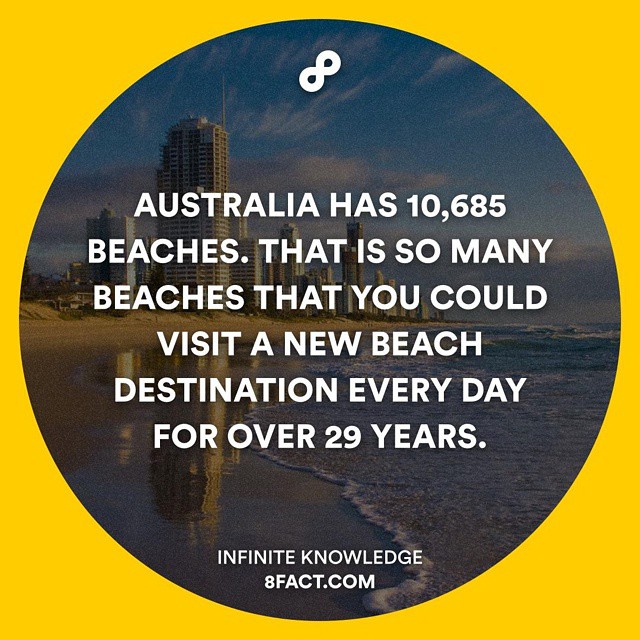 AUSTRALIA HAS 10,685
BEACHES. THAT IS SO MANY
BEACHES THAT YOU COULD
VISIT A NEW BEACH
DESTINATION EVERY DAY
FOR OVER 29 YEARS.
INFINITE KNOWLEDGE
8FACT.COM